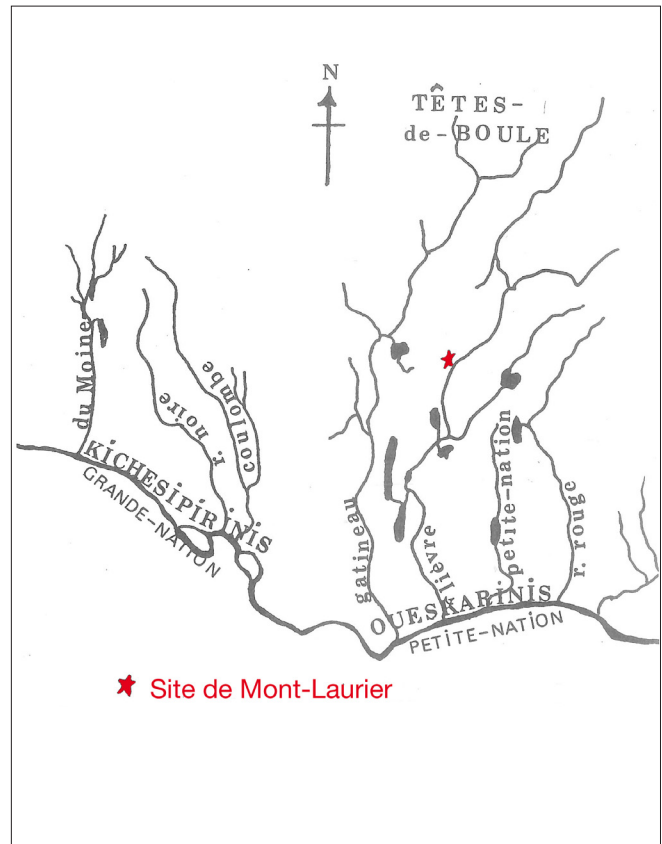 N
TÊTES-
de-BOULE
du Moine
r. noire
coulombe
KICHESIPIRINIS
GRANDE-NATION
gatineau
lièvre
petite-nation
r. rouge
OUESKARINIS
PETITE-NATION
Site de Mont-Laurier